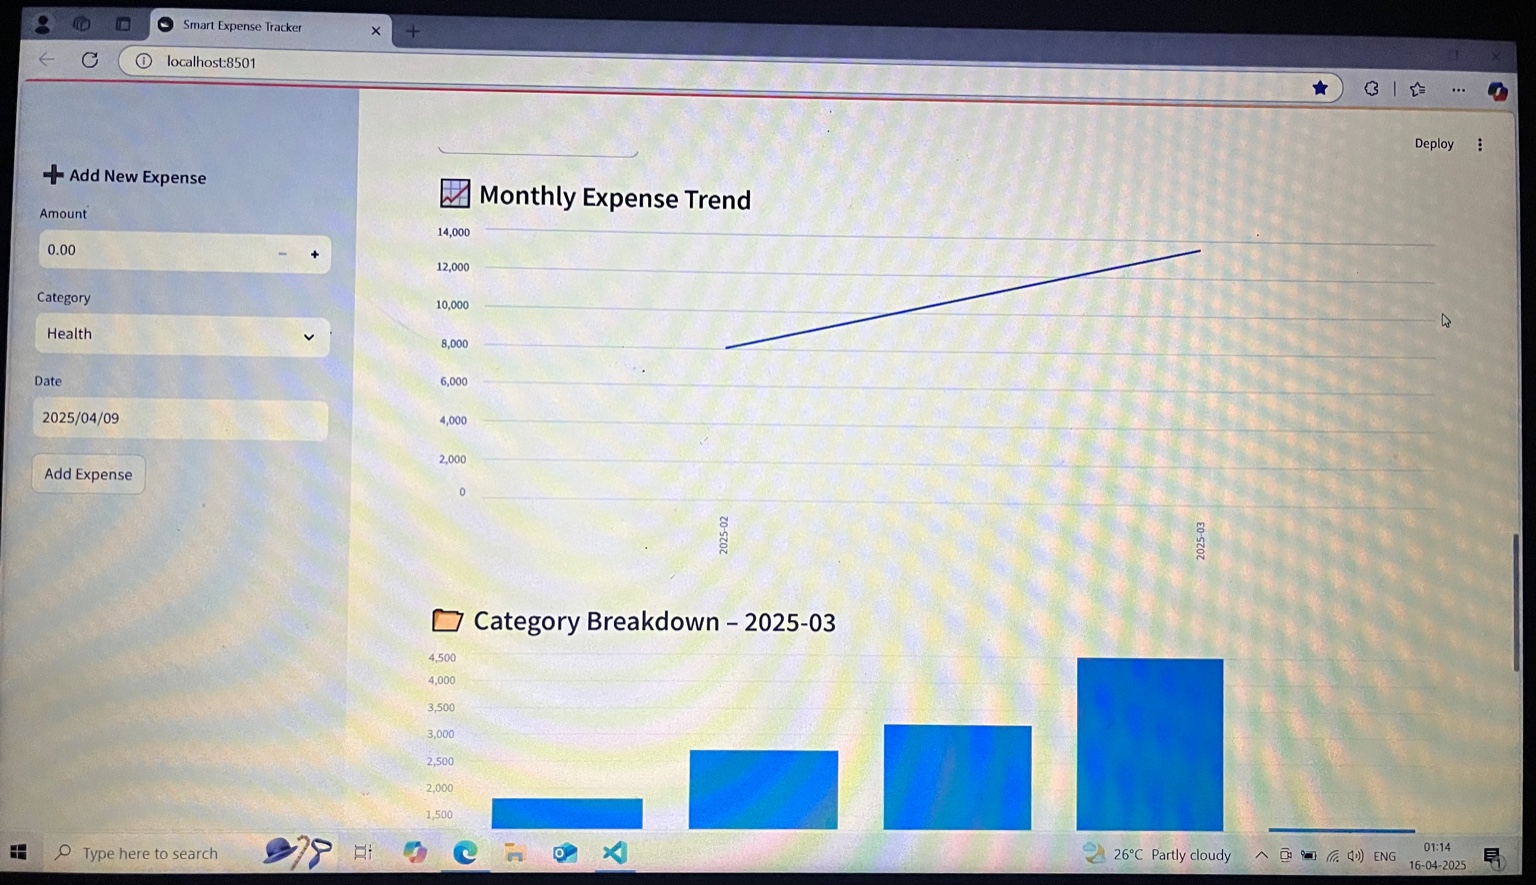 Smart Expense Tracker
localhost:8501
Deploy
Add New Expense
Amount
0.00
Category
Health
Date
2025/04/09
Add Expense
Monthly Expense Trend
14,000
12,000
10,000
8,000
6,000
4,000
2,000
0
2025-02
2025-03
Category Breakdown – 2025-03
4,500
4,000
3,500
3,000
2,500
2,000
1,500
Type here to search
26°C Partly cloudy
ENG
01:14
16-04-2025
1